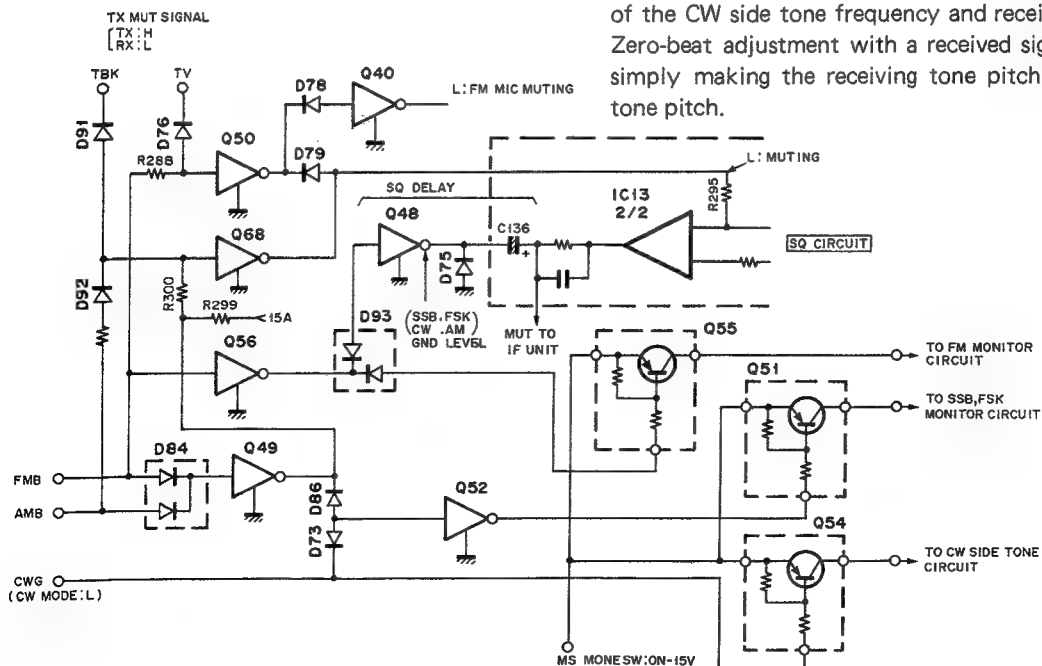 of the CW side tone frequency and recei
Zero-beat adjustment with a received sig
simply making the receiving tone pitch
tone pitch.
TX MUT SIGNAL
[TX:H
RX:L
TBK
TV
D91
D76
R288
Q50
D78
Q40
L:FM MIC MUTING
D79
L:MUTING
SQ DELAY
Q48
C136
+
IC13
2/2
R295
SQ CIRCUIT
Q68
D92
R300
R299
15A
D75
(SSB,FSK)
(CW .AM)
GND LEVEL
D93
MUT TO
IF UNIT
Q56
Q55
TO FM MONITOR
CIRCUIT
Q51
TO SSB,FSK
MONITOR CIRCUIT
D84
Q49
FMB
AMB
D86
D73
Q52
Q54
TO CW SIDE TONE
CIRCUIT
CWG
(CW MODE:L)
MS MONESW:ON-15V